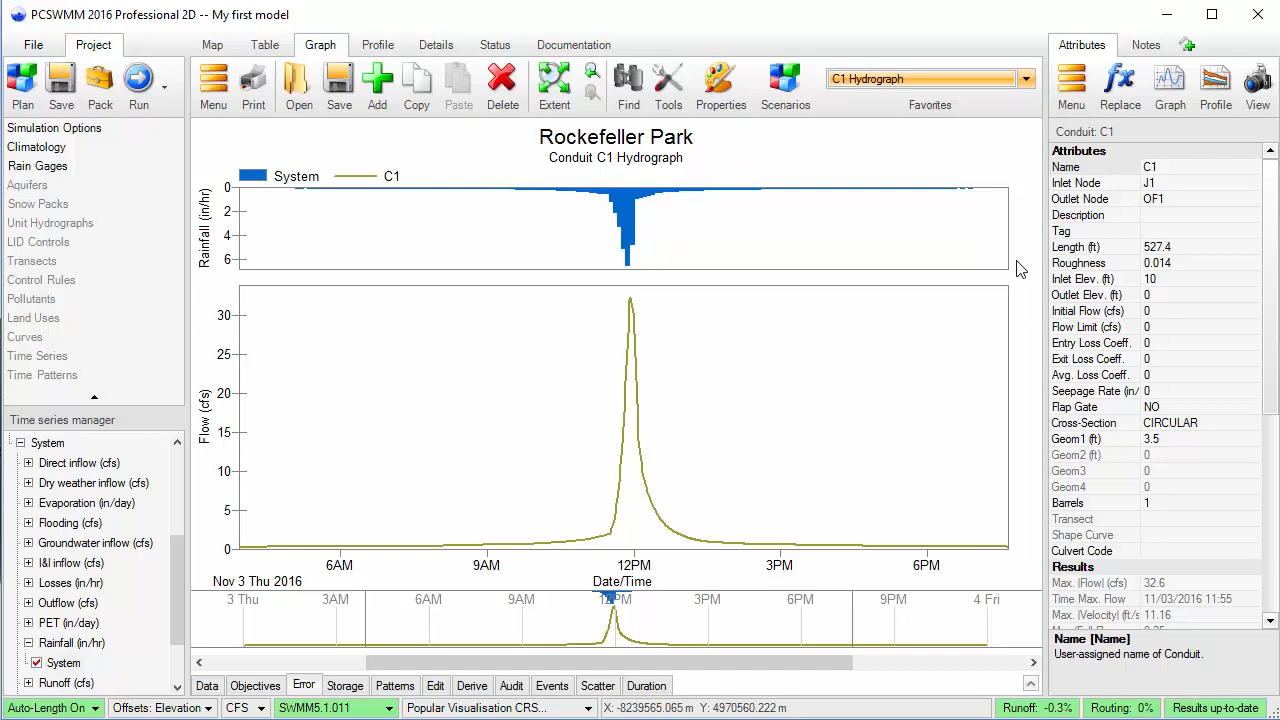 PCSWMM 2016 Professional 2D -- My first model
File Project Map Table Graph Profile Details Status Documentation Attributes Notes
Plan Save Pack Run Menu Print Open Save Add Copy Paste Delete Extent Find Tools Properties Scenarios C1 Hydrograph Favorites Menu Replace Graph Profile View
Simulation Options
Climatology
Rain Gages
Aquifers
Snow Packs
Unit Hydrographs
LID Controls
Transects
Control Rules
Pollutants
Land Uses
Curves
Time Series
Time Patterns
Time series manager
System
Direct inflow (cfs)
Dry weather inflow (cfs)
Evaporation (in/day)
Flooding (cfs)
Groundwater inflow (cfs)
I&I inflow (cfs)
Losses (in/hr)
Outflow (cfs)
PET (in/day)
Rainfall (in/hr)
System
Runoff (cfs)
Rockefeller Park
Conduit C1 Hydrograph
System C1
Rainfall (in/hr)
0
2
4
6
Flow (cfs)
30
25
20
15
10
5
0
6AM 9AM 12PM 3PM 6PM
Nov 3 Thu 2016 Date/Time
3 Thu 3AM 6AM 9AM 12PM 3PM 6PM 9PM 4 Fri
Data Objectives Error Storage Patterns Edit Derive Audit Events Scatter Duration
Conduit: C1
Attributes
Name C1
Inlet Node J1
Outlet Node OF1
Description
Tag
Length (ft) 527.4
Roughness 0.014
Inlet Elev. (ft) 10
Outlet Elev. (ft) 0
Initial Flow (cfs) 0
Flow Limit (cfs) 0
Entry Loss Coeff. 0
Exit Loss Coeff. 0
Avg. Loss Coeff. 0
Seepage Rate (in/ 0
Flap Gate NO
Cross-Section CIRCULAR
Geom1 (ft) 3.5
Geom2 (ft) 0
Geom3 0
Geom4 0
Barrels 1
Transect
Shape Curve
Culvert Code
Results
Max. |Flow| (cfs) 32.6
Time Max. Flow 11/03/2016 11:55
Max. |Velocity| (ft/s 11.16
Name [Name]
User-assigned name of Conduit.
Auto-Length On Offsets: Elevation CFS SWMM5.1.011 Popular Visualisation CRS... X: -8239565.065 m Y: 4970560.222 m Runoff: -0.3% Routing: 0% Results up-to-date